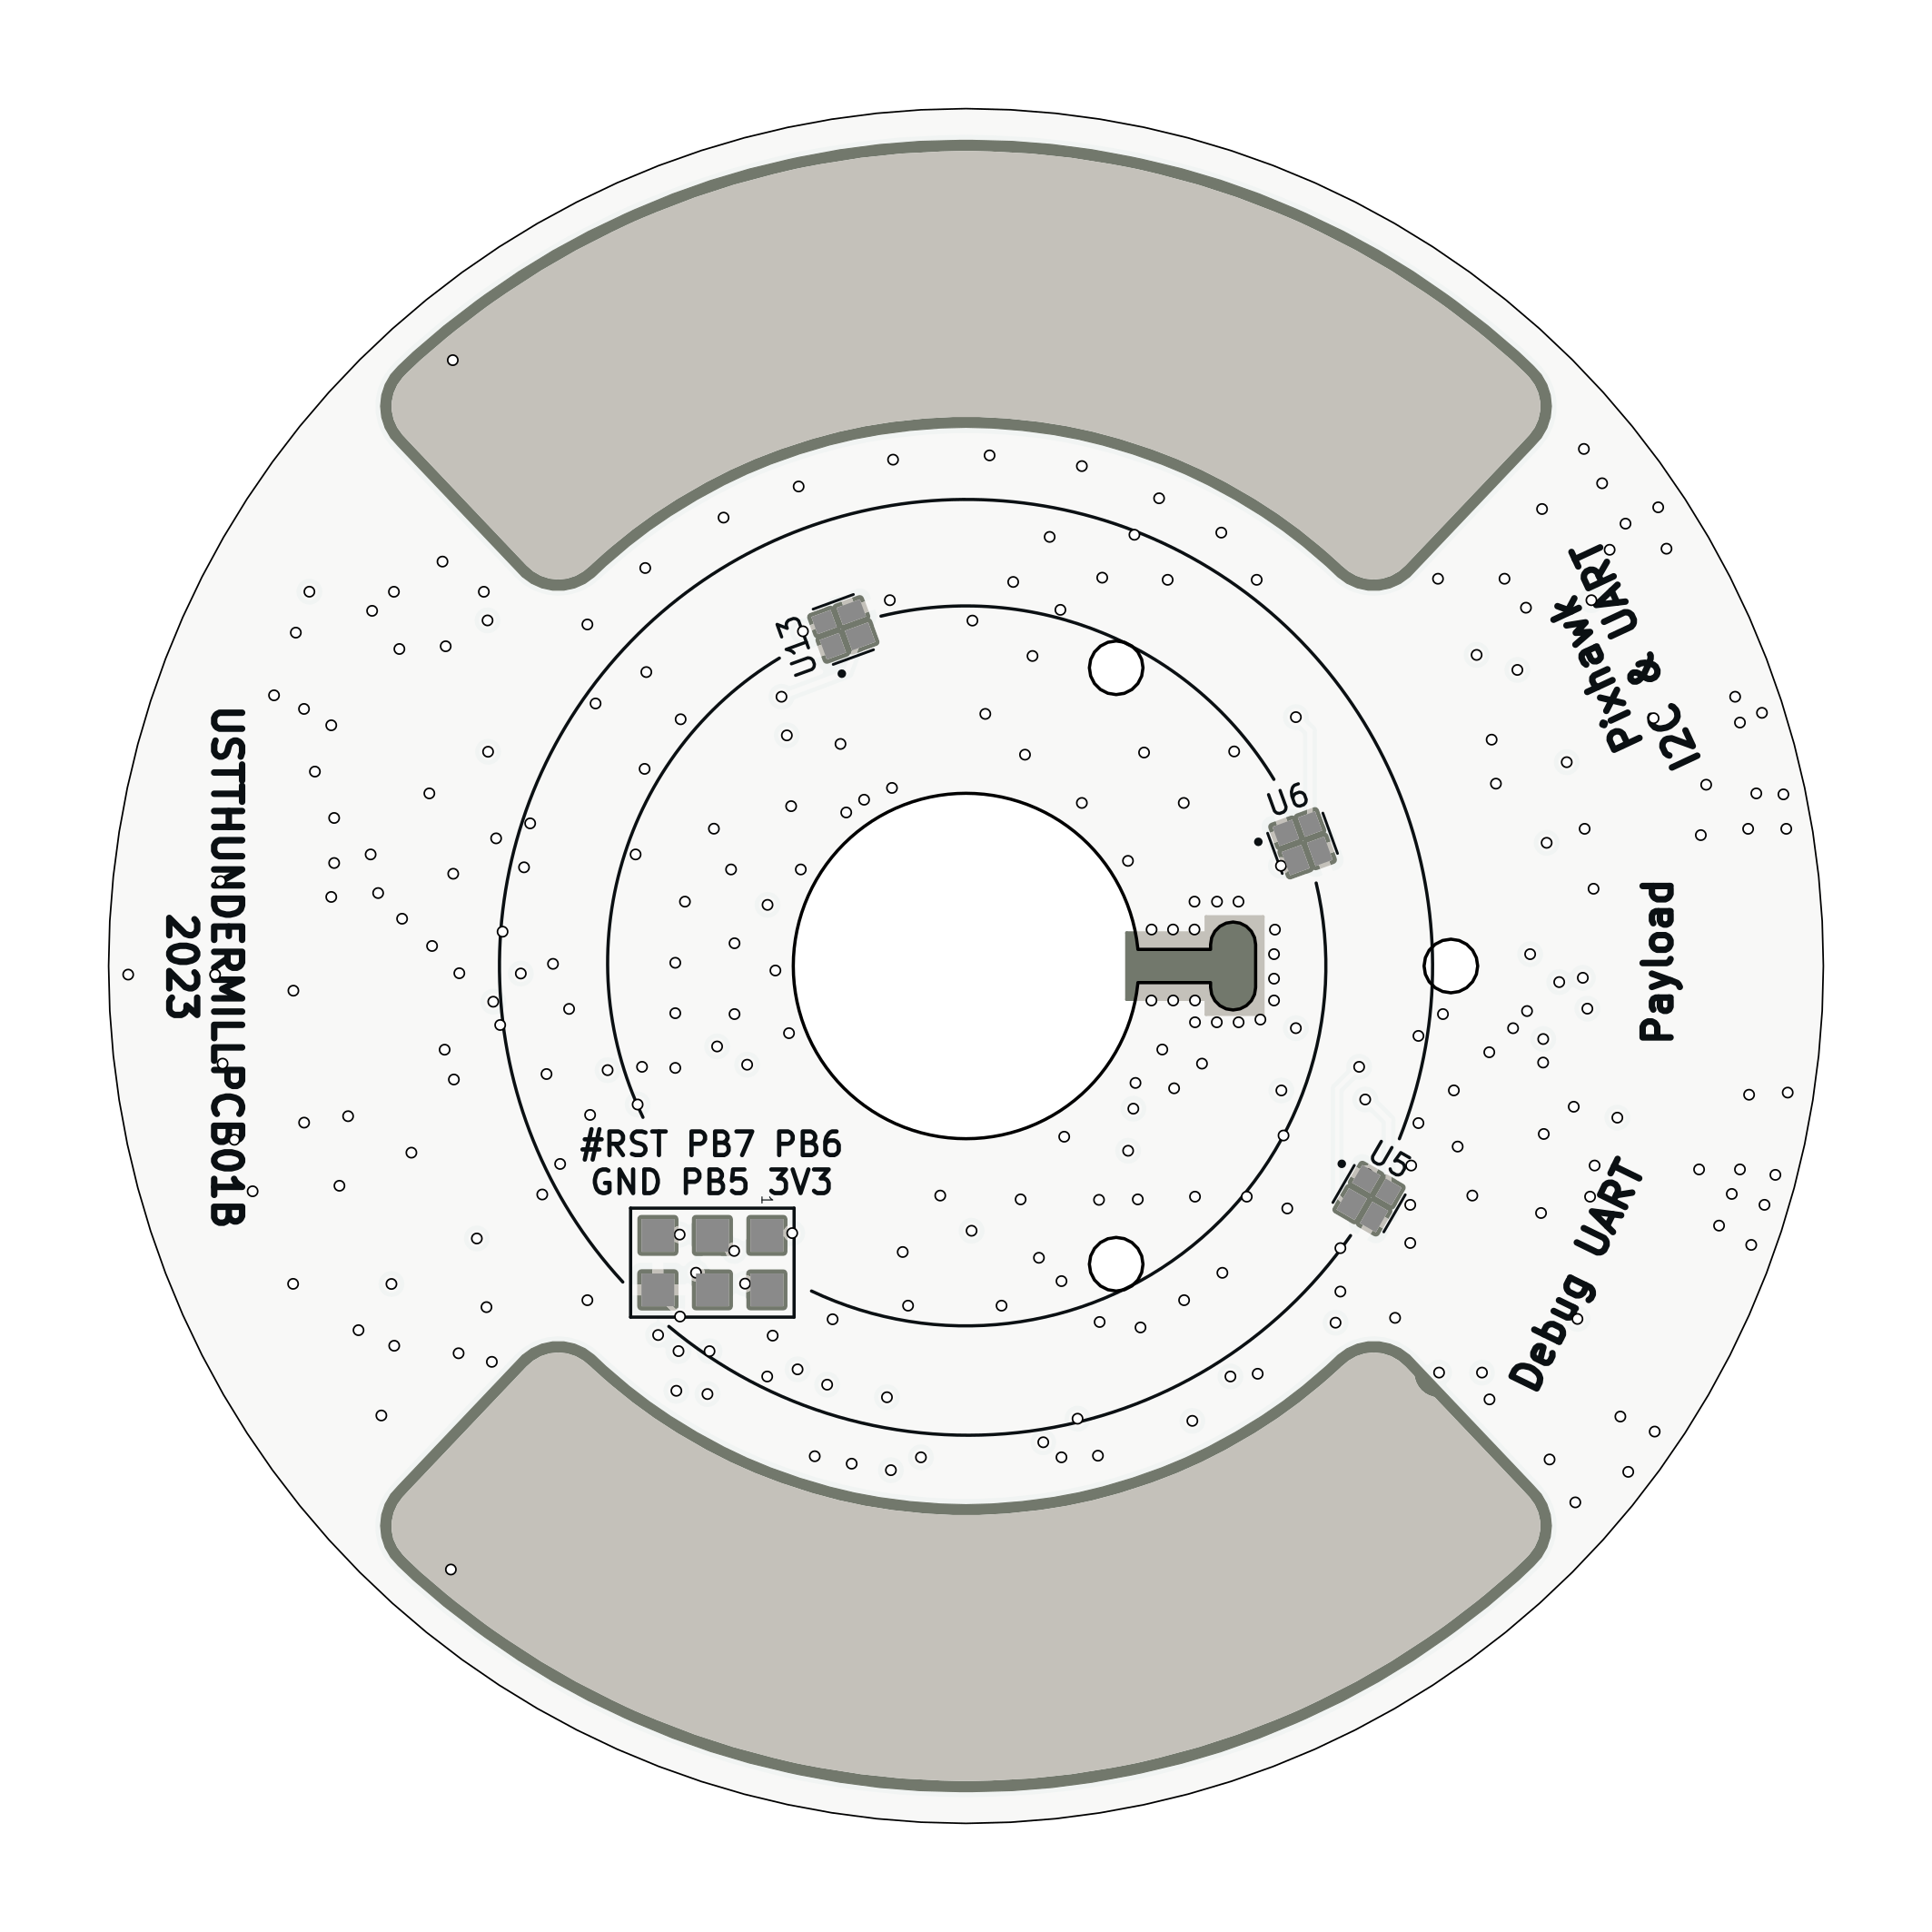 U13
U6
Pixhawk
I2C & UART
USTTHUNDERMILLPCB01B
2023
Payload
#RST PB7 PB6
GND PB5 3V3
1
U5
Debug UART